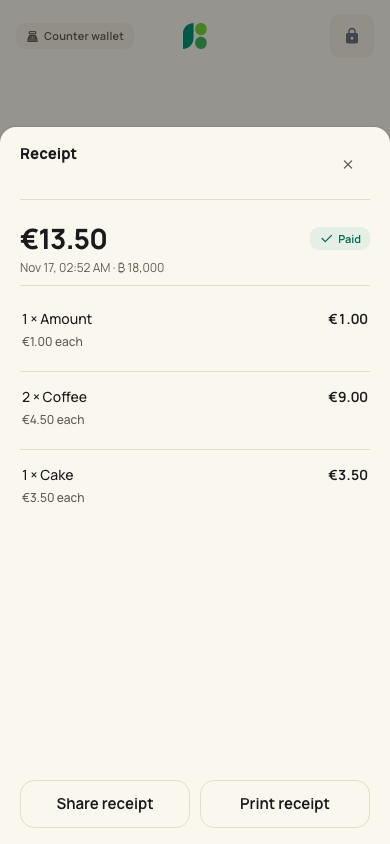 Counter wallet
Receipt
€13.50
Paid
Nov 17, 02:52 AM · ₿ 18,000
1 × Amount
€1.00
€1.00 each
2 × Coffee
€9.00
€4.50 each
1 × Cake
€3.50
€3.50 each
Share receipt
Print receipt